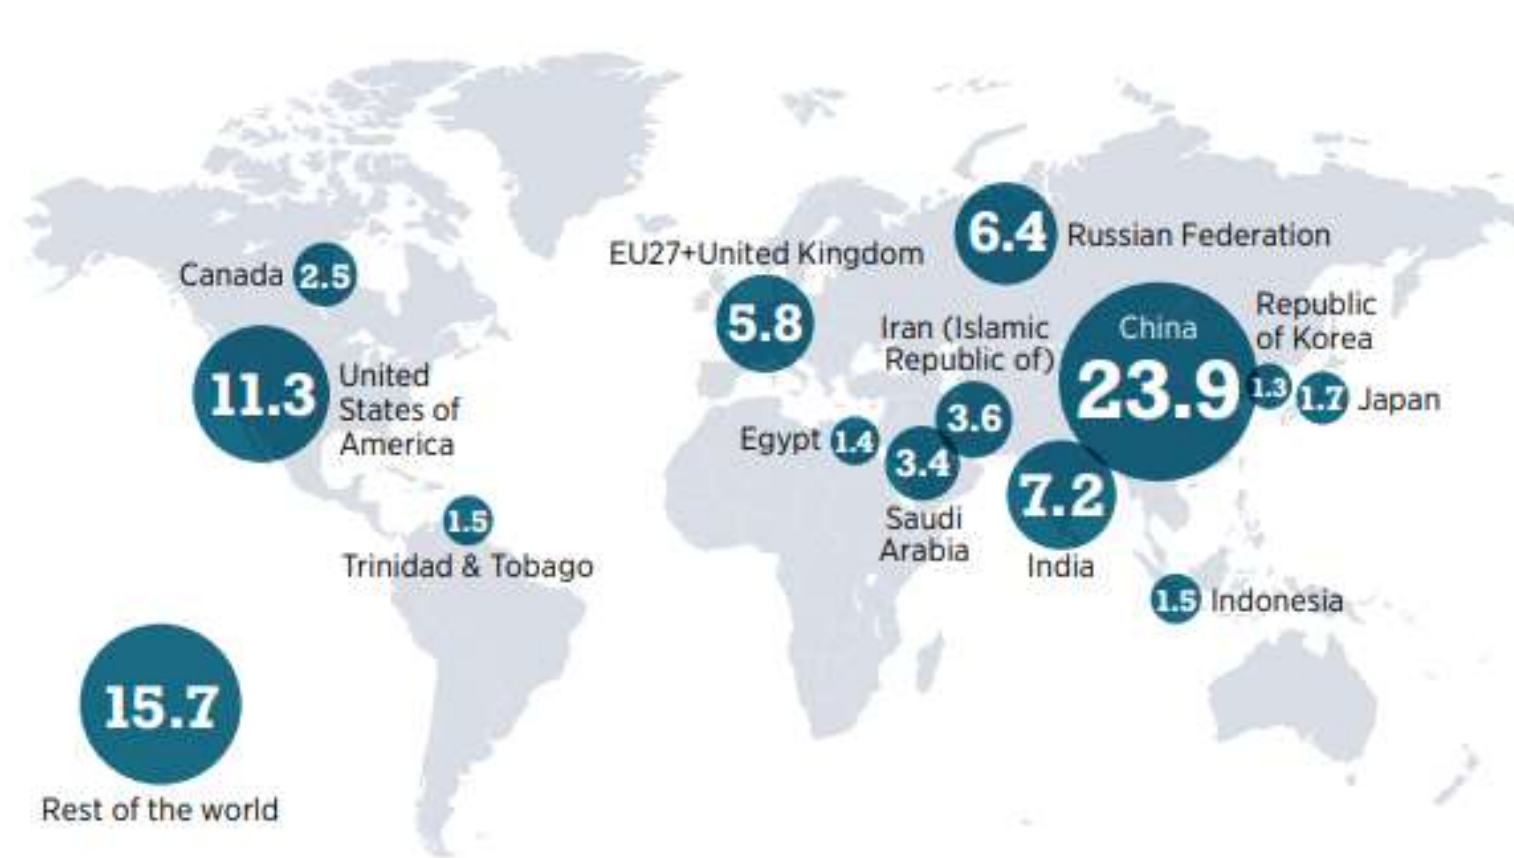 6.4
Russian Federation
EU27+United Kingdom
Canada
2.5
5.8
Iran (Islamic
Republic of)
3.6
China
23.9
Republic
of Korea
1.3
1.7
Japan
11.3
United
States of
America
Egypt
1.4
3.4
Saudi
Arabia
7.2
India
1.5
Trinidad & Tobago
1.5
Indonesia
15.7
Rest of the world